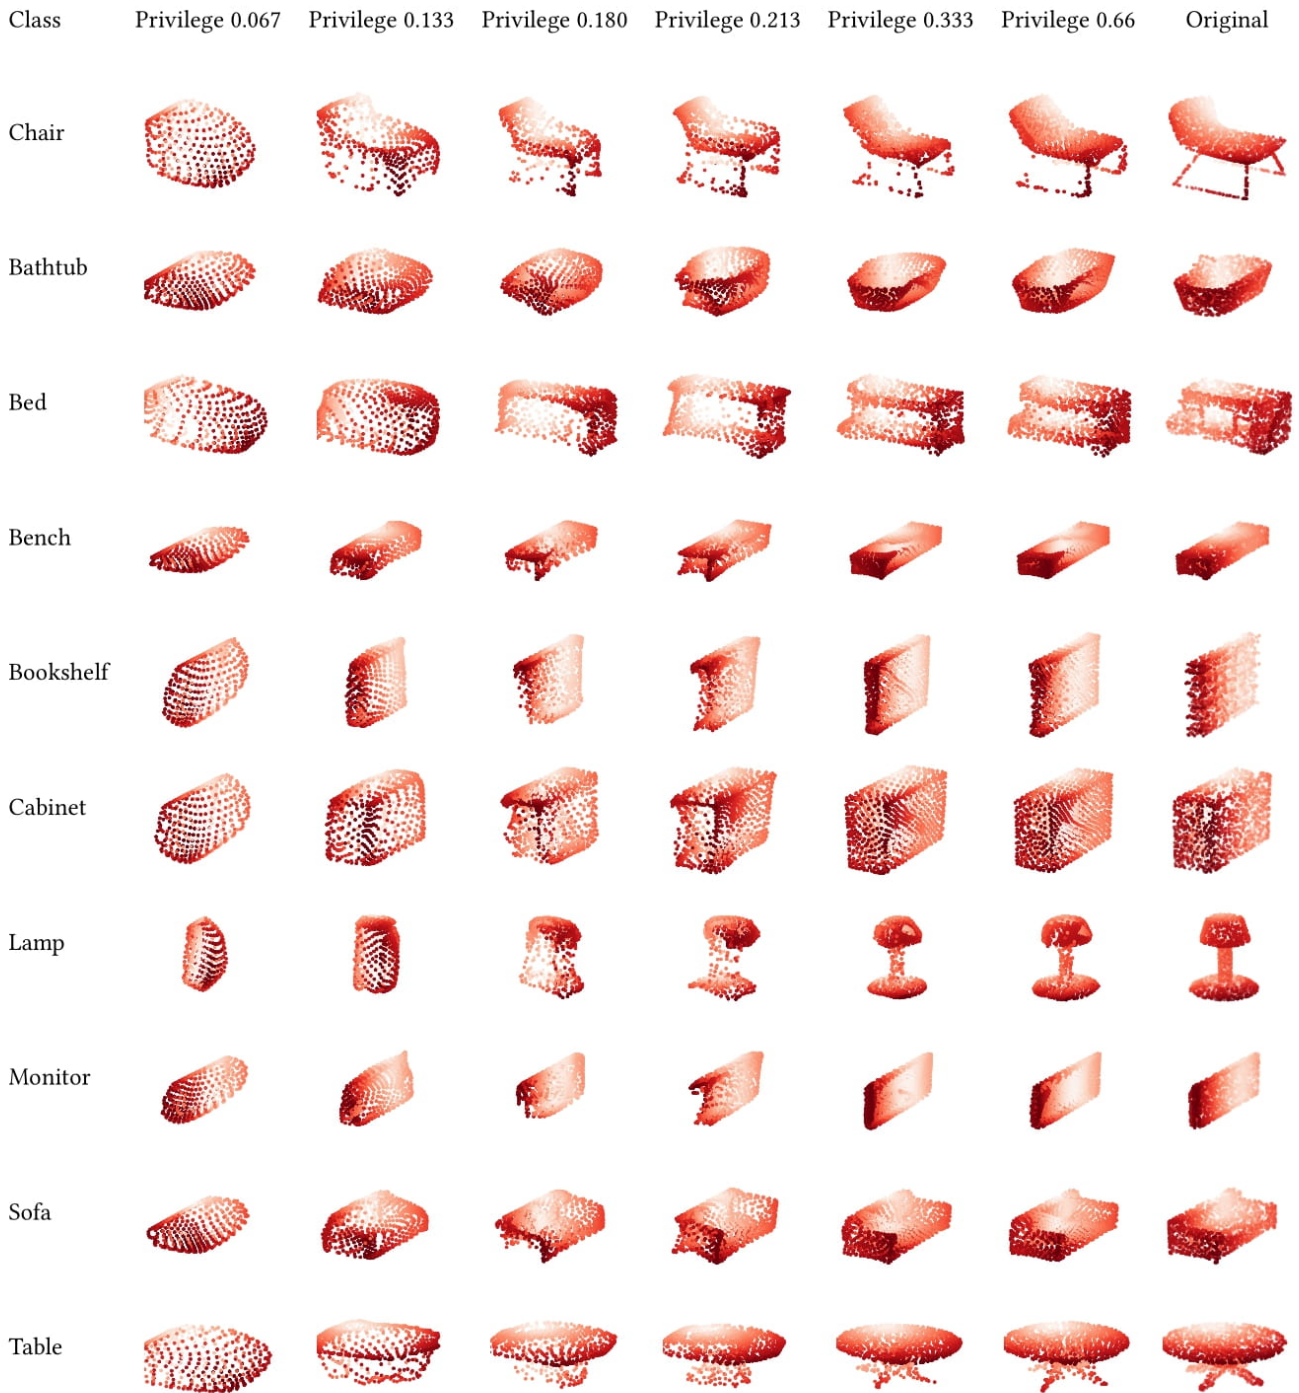 Class Privilege 0.067 Privilege 0.133 Privilege 0.180 Privilege 0.213 Privilege 0.333 Privilege 0.66 Original
Chair
Bathtub
Bed
Bench
Bookshelf
Cabinet
Lamp
Monitor
Sofa
Table